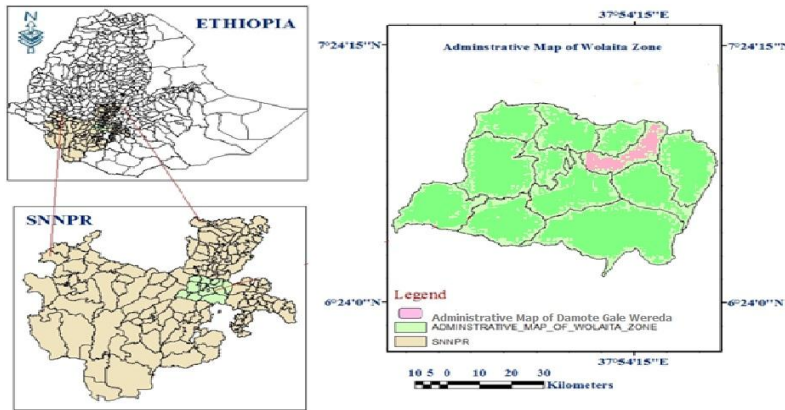 N
ETHIOPIA
SNNPR
37°54'15"E
7°24'15"N
7°24'15"N
Adminstrative Map of Wolaita Zone
6°24'0"N
6°24'0"N
Legend
Administrative Map of Damote Gale Wereda
ADMINSTRATIVE_MAP_OF_WOLAITA_ZONE
SNNPR
37°54'15"E
10 5 0 10 20 30
Kilometers